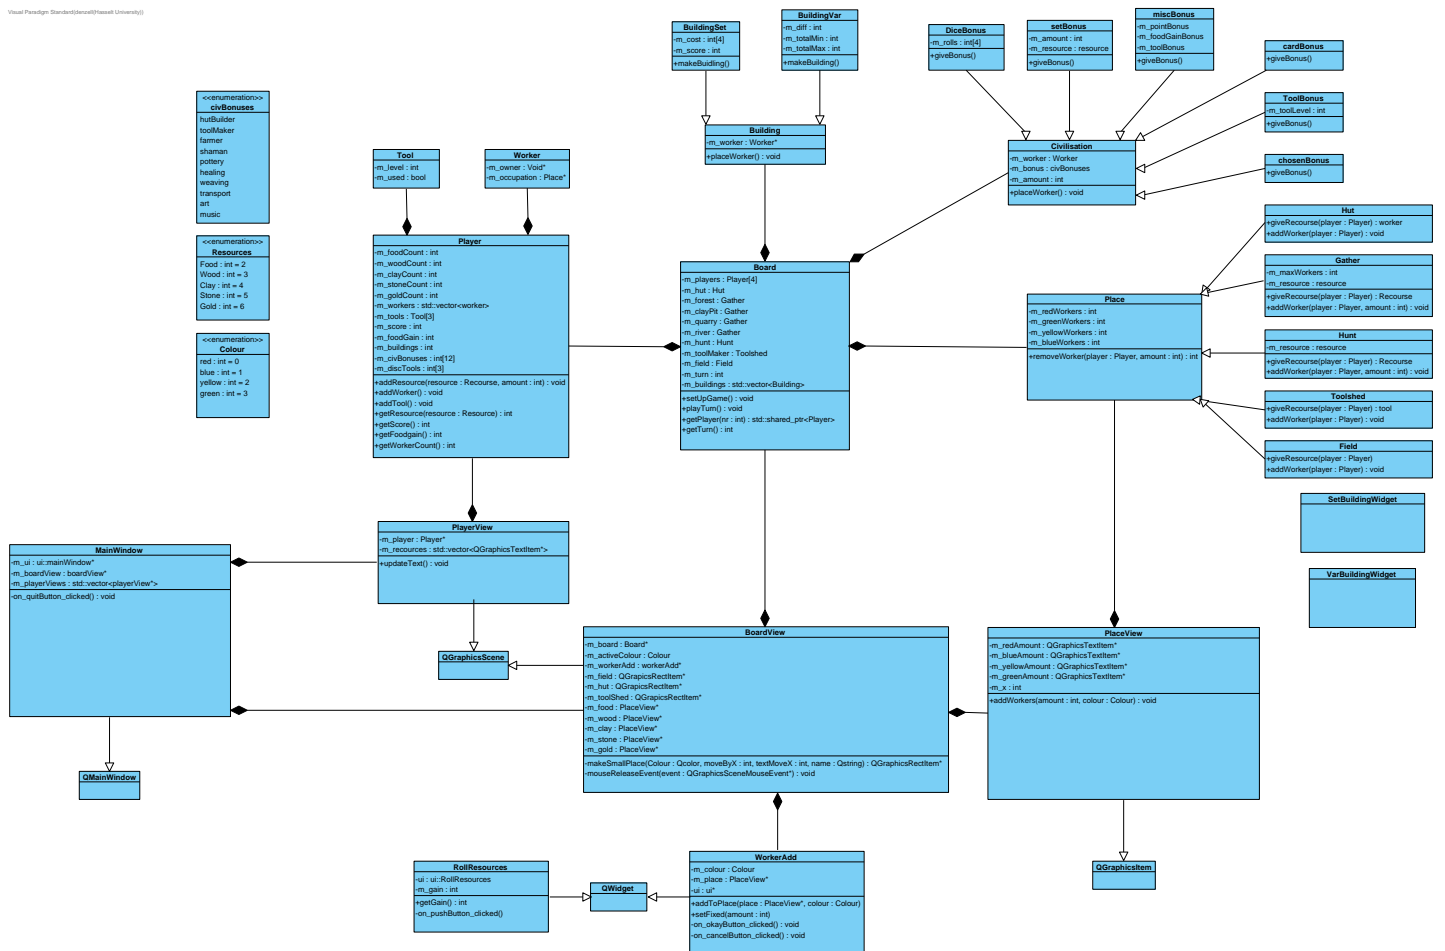 Visual Paradigm Standard(denwell(Hasselt University))
BuildingSet
-m_cost : int[4]
-m_score : int
+makeBuidling()
BuildingVar
-m_diff : int
-m_totalMin : int
-m_totalMax : int
+makeBuilding()
DiceBonus
-m_rolls : int[4]
+giveBonus()
setBonus
-m_amount : int
-m_resource : resource
+giveBonus()
miscBonus
-m_pointBonus
-m_foodGainBonus
-m_toolBonus
+giveBonus()
cardBonus
+giveBonus()
ToolBonus
-m_toolLevel : int
+giveBonus()
chosenBonus
+giveBonus()
<<enumeration>>
civBonuses
hutBuilder
toolMaker
farmer
shaman
pottery
healing
weaving
transport
art
music
Building
-m_worker : Worker*
+placeWorker() : void
Civilisation
-m_worker : Worker
-m_bonus : civBonuses
-m_amount : int
+placeWorker() : void
Tool
-m_level : int
-m_used : bool
Worker
-m_owner : Void*
-m_occupation : Place*
<<enumeration>>
Resources
Food : int = 2
Wood : int = 3
Clay : int = 4
Stone : int = 5
Gold : int = 6
<<enumeration>>
Colour
red : int = 0
blue : int = 1
yellow : int = 2
green : int = 3
Player
-m_foodCount : int
-m_woodCount : int
-m_clayCount : int
-m_stoneCount : int
-m_goldCount : int
-m_workers : std::vector<worker>
-m_tools : Tool[3]
-m_score : int
-m_foodGain : int
-m_buildings : int
-m_civBonuses : int[12]
-m_discTools : int[3]
+addResource(resource : Recourse, amount : int) : void
+addWorker() : void
+addTool() : void
+getResource(resource : Resource) : int
+getScore() : int
+getFoodgain() : int
+getWorkerCount() : int
Board
-m_players : Player[4]
-m_hut : Hut
-m_forest : Gather
-m_clayPit : Gather
-m_quarry : Gather
-m_river : Gather
-m_hunt : Hunt
-m_toolMaker : Toolshed
-m_field : Field
-m_turn : int
-m_buildings : std::vector<Building>
+setUpGame() : void
+playTurn() : void
+getPlayer(nr : int) : std::shared_ptr<Player>
+getTurn() : int
Place
-m_redWorkers : int
-m_greenWorkers : int
-m_yellowWorkers : int
-m_blueWorkers : int
+removeWorker(player : Player, amount : int) : int
Hut
+giveRecourse(player : Player) : worker
+addWorker(player : Player) : void
Gather
-m_maxWorkers : int
-m_resource : resource
+giveRecourse(player : Player) : Recourse
+addWorker(player : Player, amount : int) : void
Hunt
-m_resource : resource
+giveRecourse(player : Player) : Recourse
+addWorker(player : Player, amount : int) : void
Toolshed
+giveRecourse(player : Player) : tool
+addWorker(player : Player) : void
Field
+giveResource(player : Player)
+addWorker(player : Player) : void
SetBuildingWidget
VarBuildingWidget
PlayerView
-m_player : Player*
-m_recources : std::vector<QGraphicsTextItem*>
+updateText() : void
MainWindow
-m_ui : ui::mainWindow*
-m_boardView : boardView*
-m_playerViews : std::vector<playerView*>
-on_quitButton_clicked() : void
QGraphicsScene
BoardView
-m_board : Board*
-m_activeColour : Colour
-m_workerAdd : workerAdd*
-m_field : QGrapicsRectItem*
-m_hut : QGrapicsRectItem*
-m_toolShed : QGrapicsRectItem*
-m_food : PlaceView*
-m_wood : PlaceView*
-m_clay : PlaceView*
-m_stone : PlaceView*
-m_gold : PlaceView*
-makeSmallPlace(Colour : Qcolor, moveByX : int, textMoveX : int, name : Qstring) : QGraphicsRectItem*
-mouseReleaseEvent(event : QGraphicsSceneMouseEvent*) : void
PlaceView
-m_redAmount : QGraphicsTextItem*
-m_blueAmount : QGraphicsTextItem*
-m_yellowAmount : QGraphicsTextItem*
-m_greenAmount : QGraphicsTextItem*
-m_x : int
+addWorkers(amount : int, colour : Colour) : void
QMainWindow
QGraphicsItem
RollResources
-ui : ui::RollResources
-m_gain : int
+getGain() : int
-on_pushButton_clicked()
QWidget
WorkerAdd
-m_colour : Colour
-m_place : PlaceView*
-ui : ui*
+addToPlace(place : PlaceView*, colour : Colour)
+setFixed(amount : int)
-on_okayButton_clicked() : void
-on_cancelButton_clicked() : void